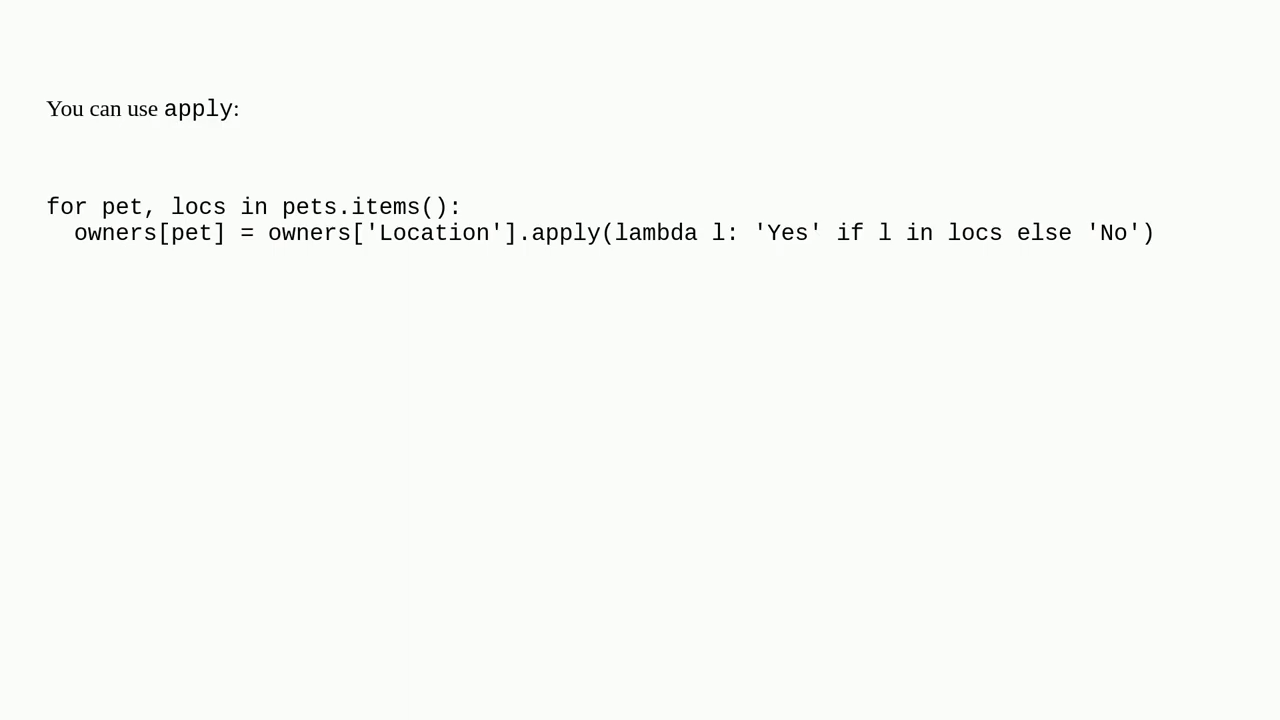 You can use apply:
for pet, locs in pets.items():
  owners[pet] = owners['Location'].apply(lambda l: 'Yes' if l in locs else 'No')